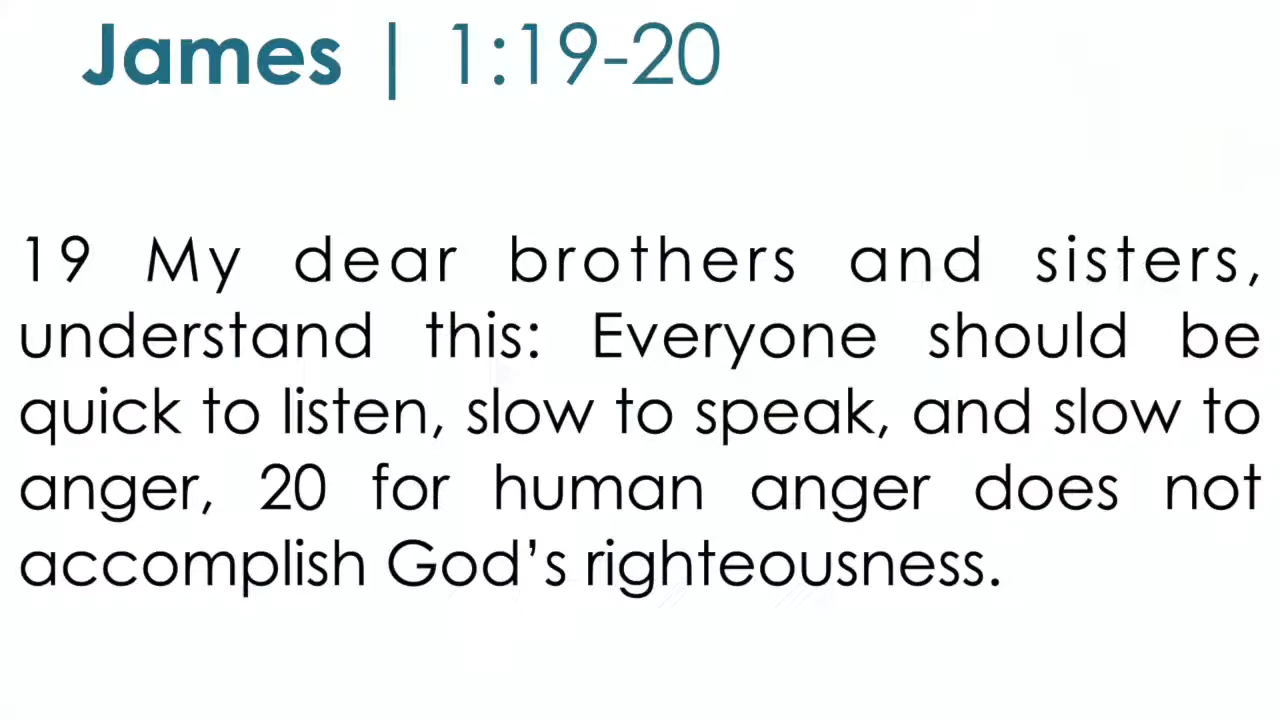 James | 1:19-20
19 My dear brothers and sisters,
understand this: Everyone should be
quick to listen, slow to speak, and slow to
anger, 20 for human anger does not
accomplish God’s righteousness.